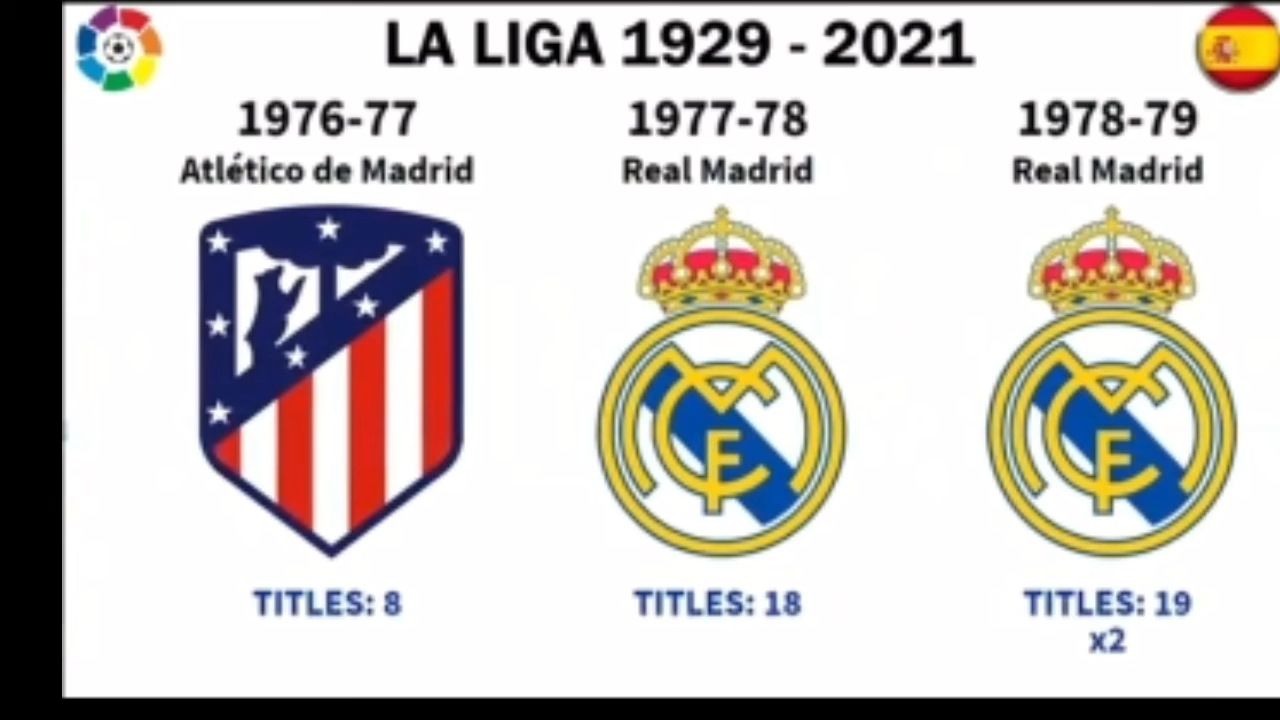 LA LIGA 1929 - 2021
1976-77
Atlético de Madrid
TITLES: 8
1977-78
Real Madrid
TITLES: 18
1978-79
Real Madrid
TITLES: 19
x2